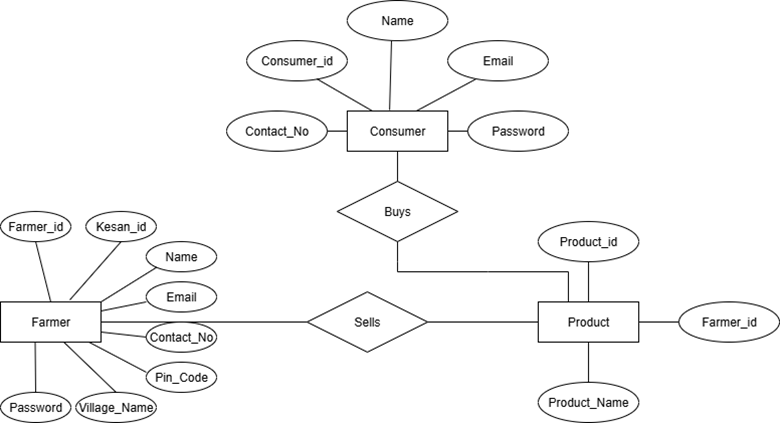 Name
Consumer_id
Email
Contact_No
Consumer
Password
Buys
Farmer_id
Kesan_id
Name
Product_id
Email
Farmer
Sells
Product
Farmer_id
Contact_No
Pin_Code
Password
Village_Name
Product_Name